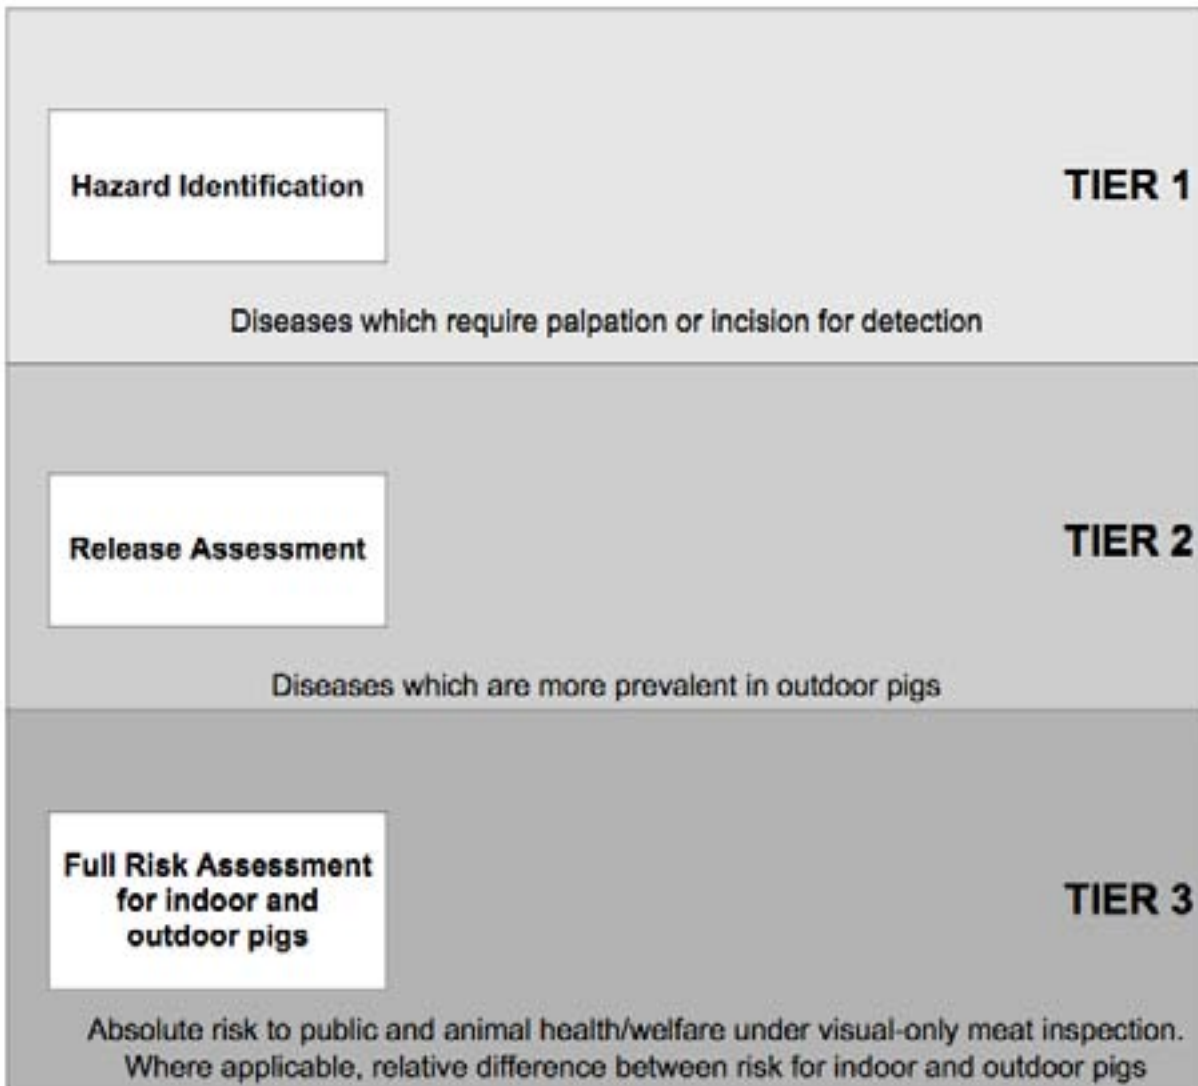 Hazard Identification
TIER 1
Diseases which require palpation or incision for detection
Release Assessment
TIER 2
Diseases which are more prevalent in outdoor pigs
Full Risk Assessment
for indoor and
outdoor pigs
TIER 3
Absolute risk to public and animal health/welfare under visual-only meat inspection.
Where applicable, relative difference between risk for indoor and outdoor pigs